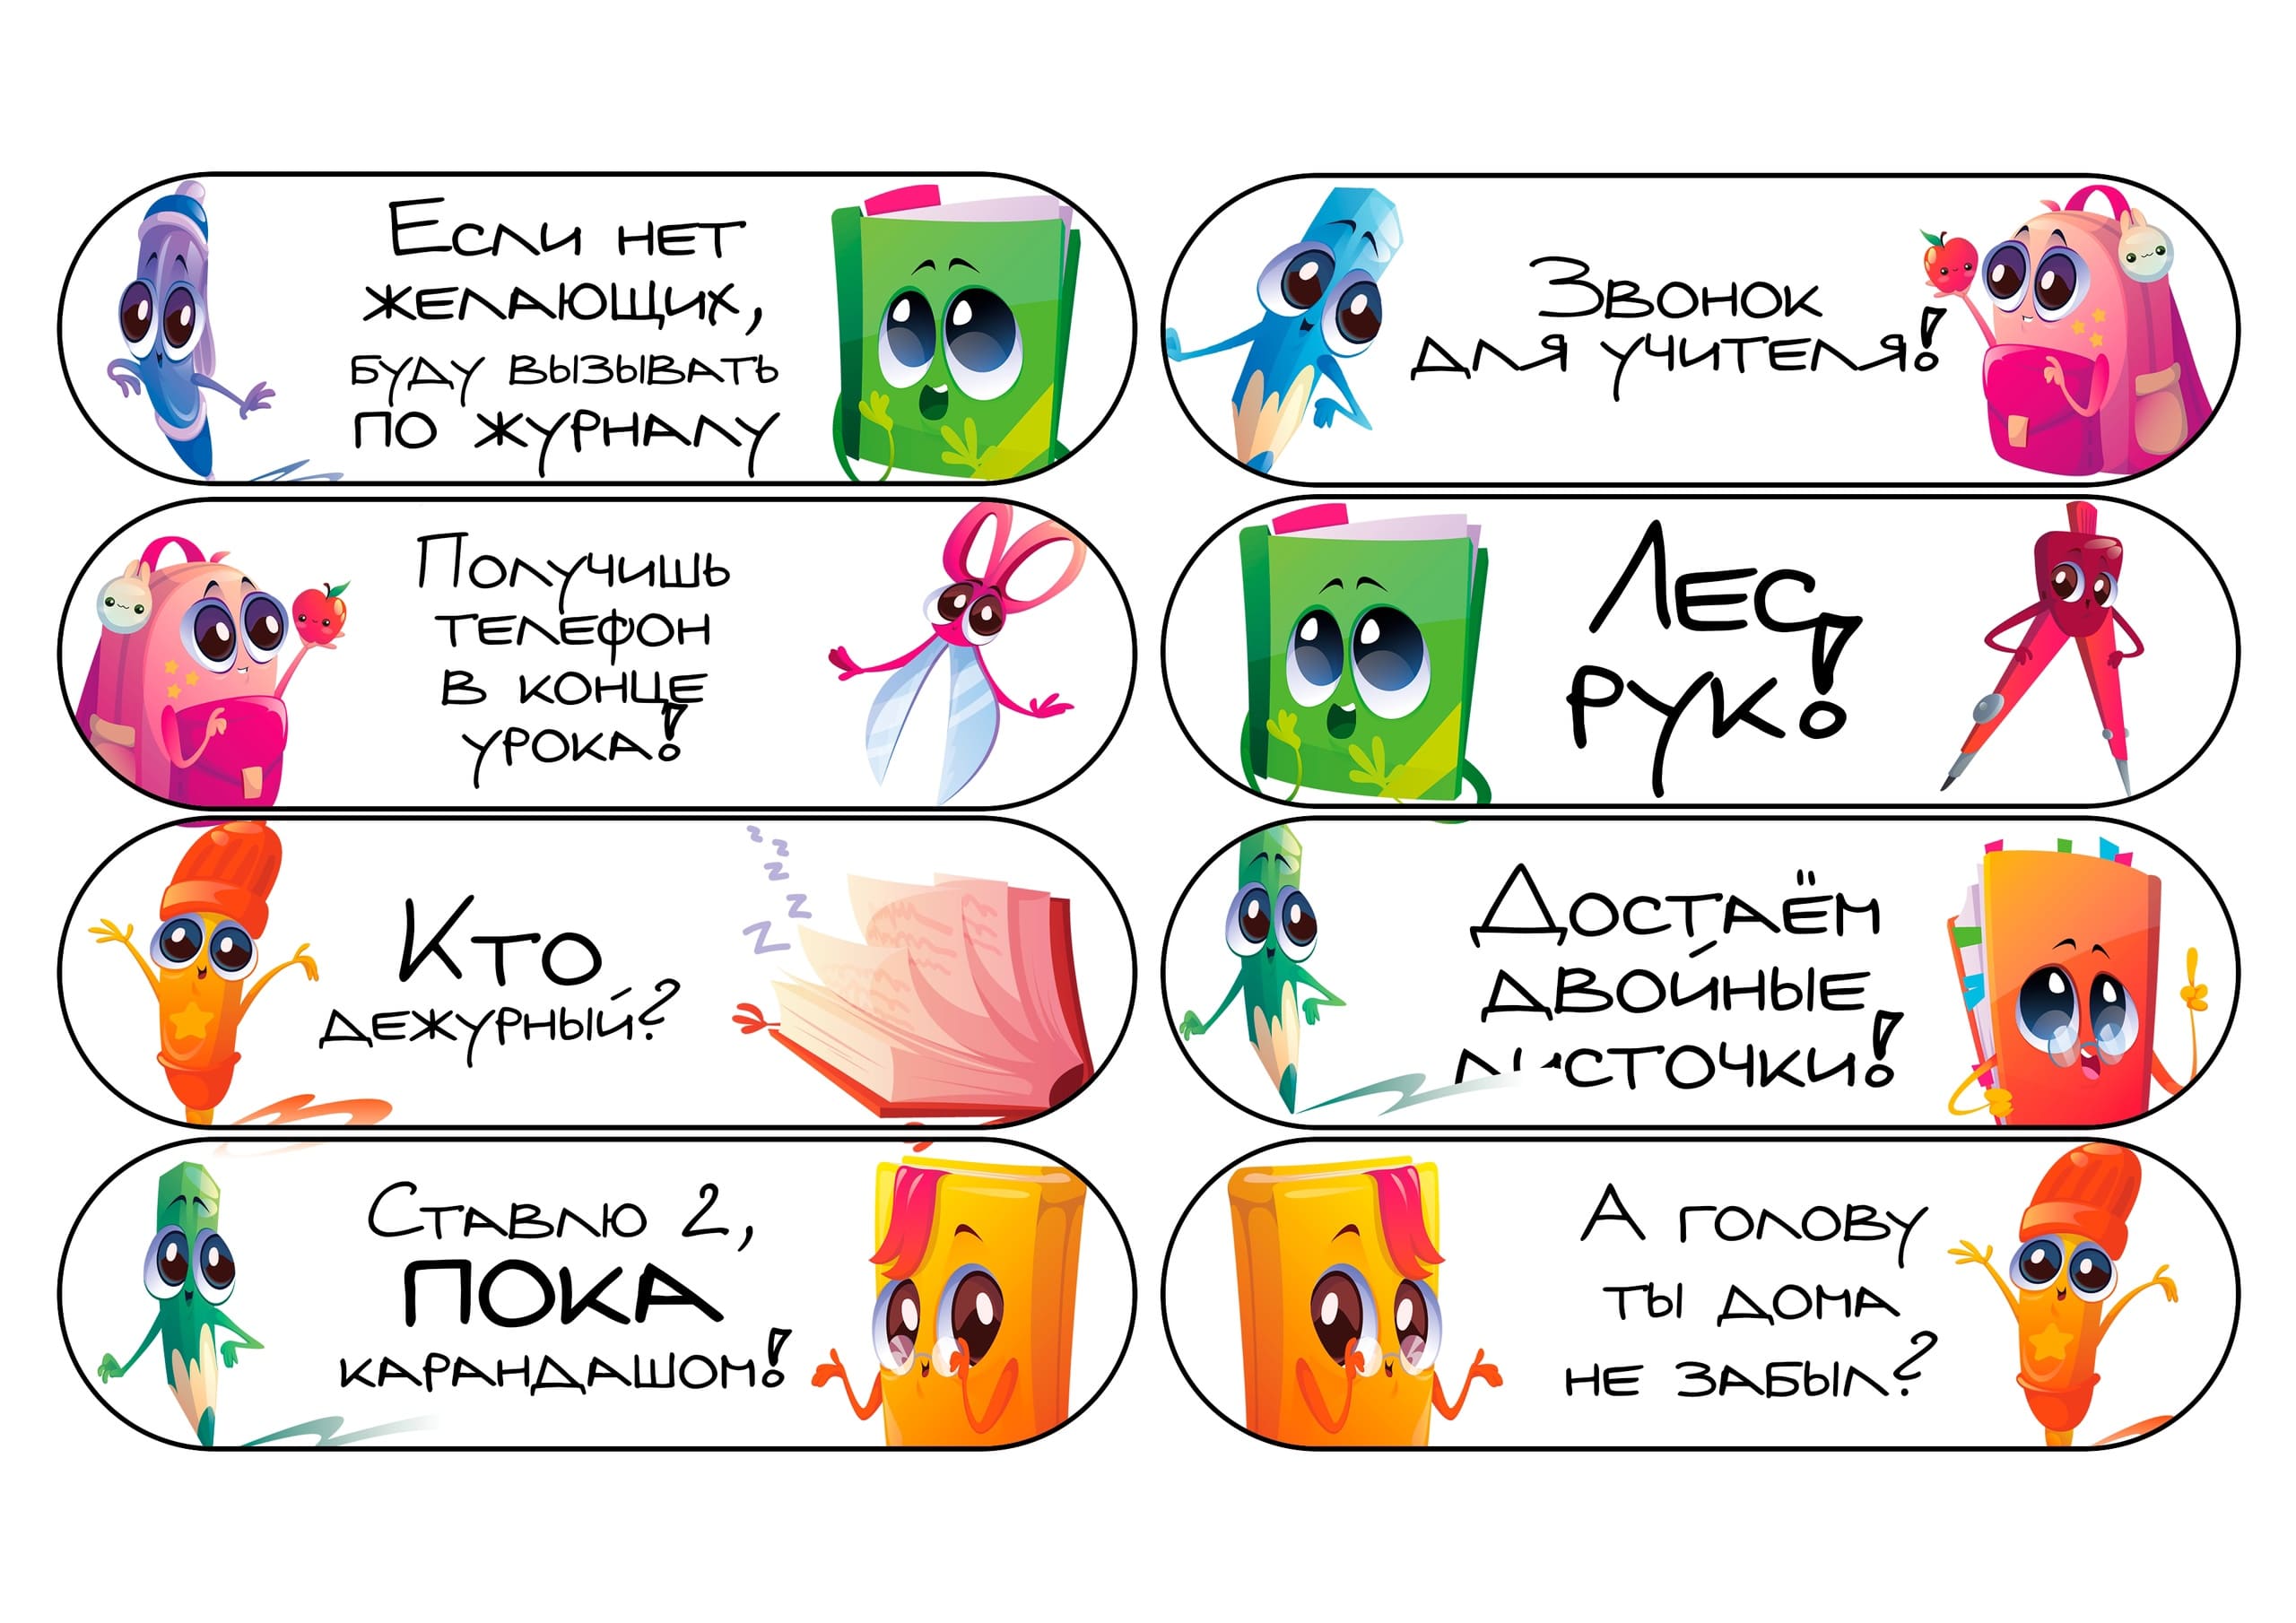 Если нет
желающих,
буду вызывать
по журналу
Звонок
для учителя!
Получишь
телефон
в конце
урока!
Лес
рук!
Кто
дежурный?
Достаём
двойные
листочки!
Ставлю 2,
пока
карандашом!
А голову
ты дома
не забыл?